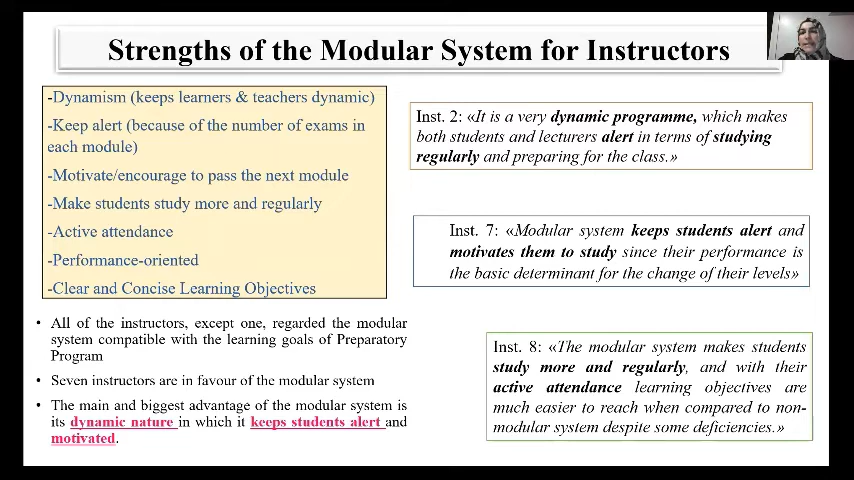 Strengths of the Modular System for Instructors
-Dynamism (keeps learners & teachers dynamic)
-Keep alert (because of the number of exams in
each module)
-Motivate/encourage to pass the next module
-Make students study more and regularly
-Active attendance
-Performance-oriented
-Clear and Concise Learning Objectives
• All of the instructors, except one, regarded the modular
system compatible with the learning goals of Preparatory
Program
• Seven instructors are in favour of the modular system
• The main and biggest advantage of the modular system is
its dynamic nature in which it keeps students alert and
motivated.
Inst. 2: «It is a very dynamic programme, which makes
both students and lecturers alert in terms of studying
regularly and preparing for the class.»
Inst. 7: «Modular system keeps students alert and
motivates them to study since their performance is
the basic determinant for the change of their levels»
Inst. 8: «The modular system makes students
study more and regularly, and with their
active attendance learning objectives are
much easier to reach when compared to non-
modular system despite some deficiencies.»